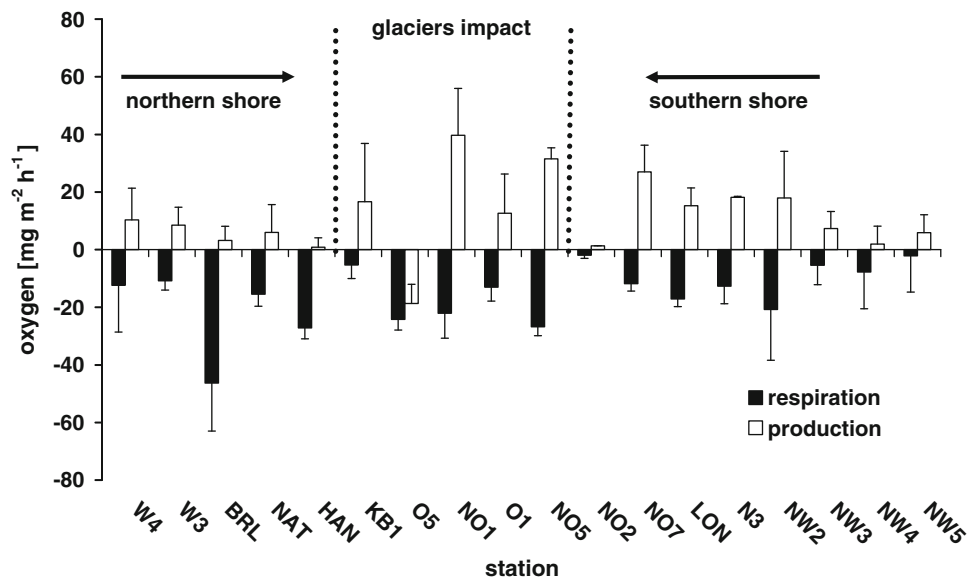 80
60
40
20
0
-20
-40
-60
-80
oxygen [mg m⁻² h⁻¹]
glaciers impact
northern shore
southern shore
respiration
production
W4
W3
BRL
NAT
HAN
KB1
O5
NO1
O1
NO5
NO2
NO7
LON
N3
NW2
NW3
NW4
NW5
station